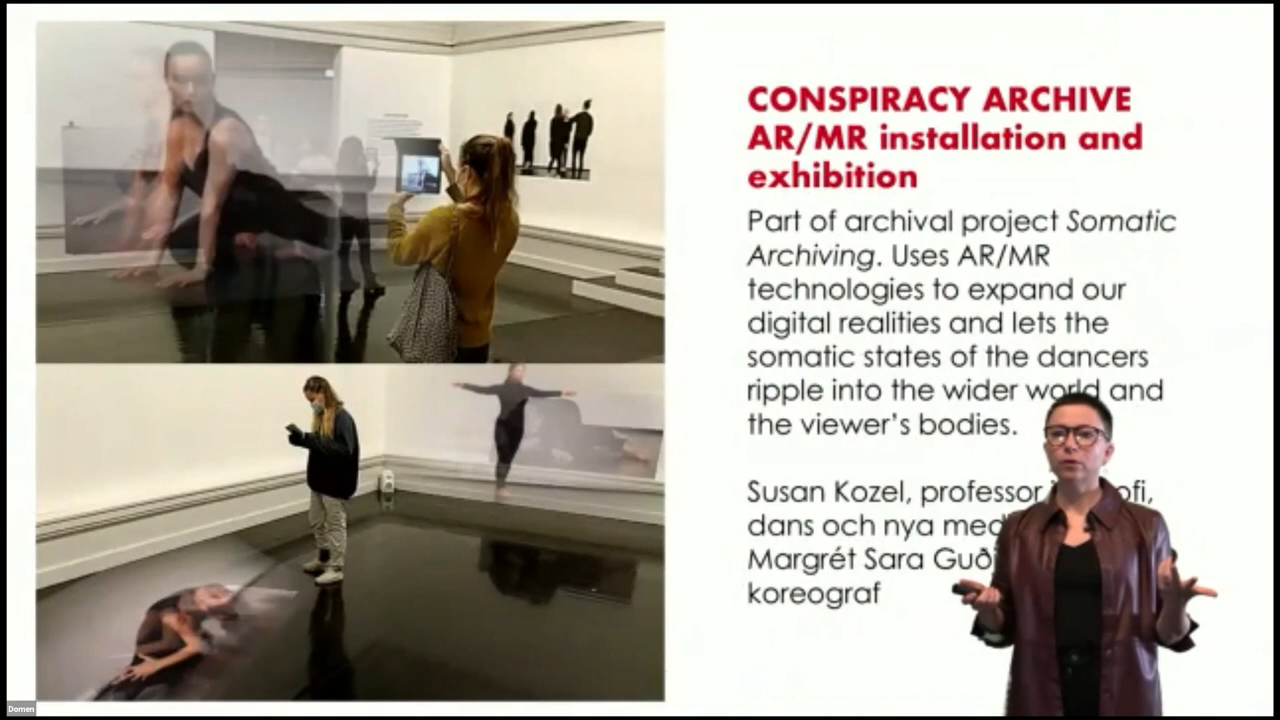 CONSPIRACY ARCHIVE
AR/MR installation and
exhibition
Part of archival project Somatic
Archiving. Uses AR/MR
technologies to expand our
digital realities and lets the
somatic states of the dancers
ripple into the wider world and
the viewer's bodies.
Susan Kozel, professor
dans och nya
Margrét Sara
koreograf
Domen